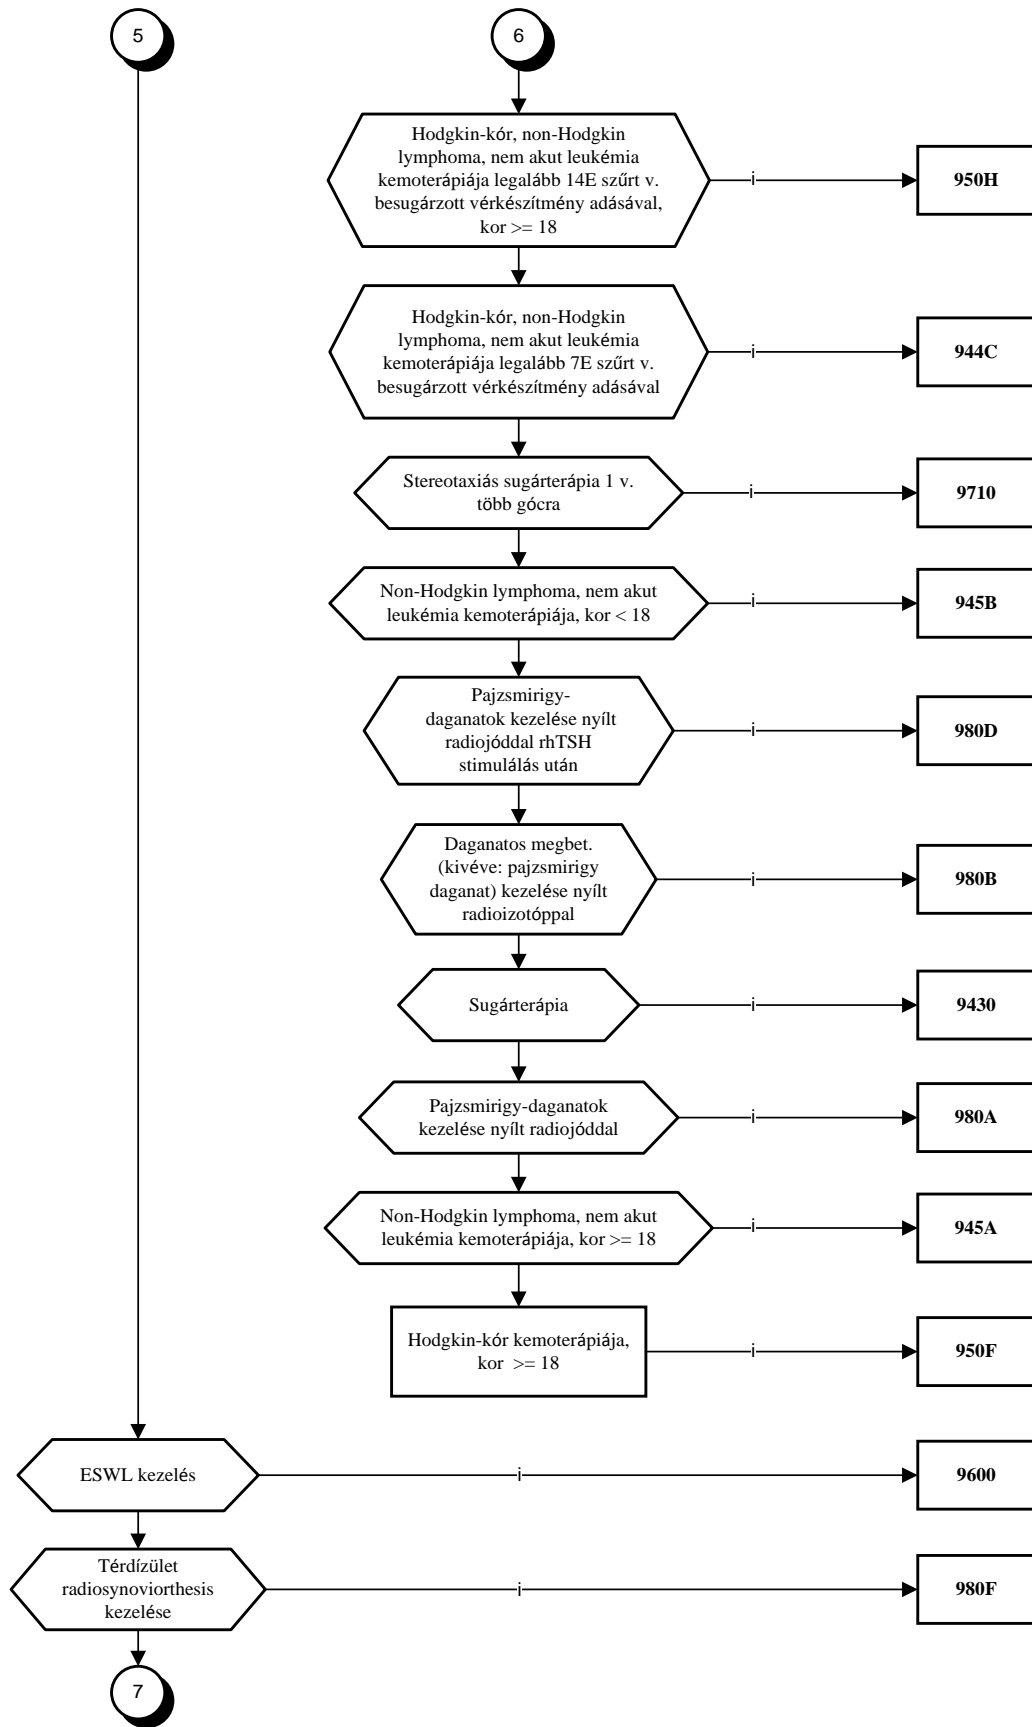 5
6
Hodgkin-kór, non-Hodgkin
lymphoma, nem akut leukémia
kemoterápiája legalább 14E szűrt v.
besugárzott vérkészítmény adásával,
kor >= 18
i
950H
Hodgkin-kór, non-Hodgkin
lymphoma, nem akut leukémia
kemoterápiája legalább 7E szűrt v.
besugárzott vérkészítmény adásával
i
944C
Stereotaxiás sugárterápia 1 v.
több gócra
i
9710
Non-Hodgkin lymphoma, nem akut
leukémia kemoterápiája, kor < 18
i
945B
Pajzsmirigy-
daganatok kezelése nyílt
radiojóddal rhTSH
stimulálás után
i
980D
Daganatos megbet.
(kivéve: pajzsmirigy
daganat) kezelése nyílt
radioizotóppal
i
980B
Sugárterápia
i
9430
Pajzsmirigy-daganatok
kezelése nyílt radiojóddal
i
980A
Non-Hodgkin lymphoma, nem akut
leukémia kemoterápiája, kor >= 18
i
945A
Hodgkin-kór kemoterápiája,
kor >= 18
i
950F
ESWL kezelés
i
9600
Térdízület
radiosynoviorthesis
kezelése
i
980F
7